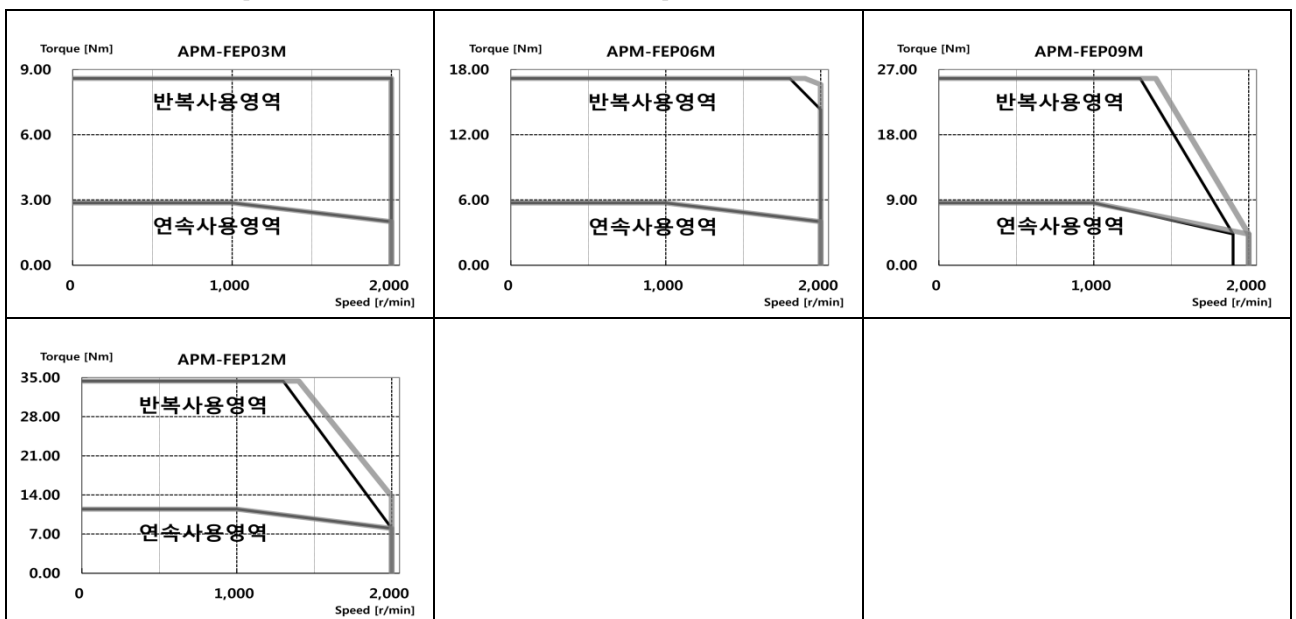 Torque [Nm]
APM-FEP03M
9.00
반복사용영역
6.00
3.00
연속사용영역
0.00
0
1,000
2,000
Speed [r/min]
Torque [Nm]
APM-FEP06M
18.00
반복사용영역
12.00
6.00
연속사용영역
0.00
0
1,000
2,000
Speed [r/min]
Torque [Nm]
APM-FEP09M
27.00
반복사용영역
18.00
9.00
연속사용영역
0.00
0
1,000
2,000
Speed [r/min]
Torque [Nm]
APM-FEP12M
35.00
반복사용영역
28.00
21.00
14.00
7.00
연속사용영역
0.00
0
1,000
2,000
Speed [r/min]